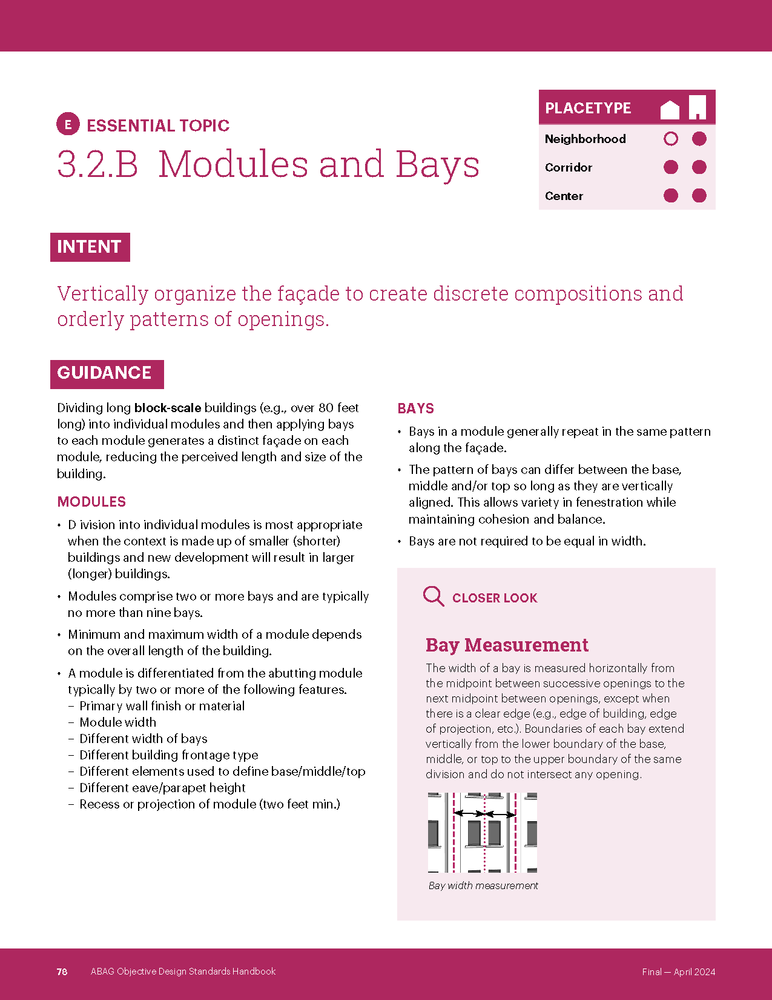 E ESSENTIAL TOPIC
3.2.B Modules and Bays
PLACETYPE
Neighborhood
Corridor
Center
INTENT
Vertically organize the façade to create discrete compositions and
orderly patterns of openings.
GUIDANCE
Dividing long block-scale buildings (e.g., over 80 feet
long) into individual modules and then applying bays
to each module generates a distinct façade on each
module, reducing the perceived length and size of the
building.
MODULES
• D ivision into individual modules is most appropriate
when the context is made up of smaller (shorter)
buildings and new development will result in larger
(longer) buildings.
• Modules comprise two or more bays and are typically
no more than nine bays.
• Minimum and maximum width of a module depends
on the overall length of the building.
• A module is differentiated from the abutting module
typically by two or more of the following features.
– Primary wall finish or material
– Module width
– Different width of bays
– Different building frontage type
– Different elements used to define base/middle/top
– Different eave/parapet height
– Recess or projection of module (two feet min.)
BAYS
• Bays in a module generally repeat in the same pattern
along the façade.
• The pattern of bays can differ between the base,
middle and/or top so long as they are vertically
aligned. This allows variety in fenestration while
maintaining cohesion and balance.
• Bays are not required to be equal in width.
CLOSER LOOK
Bay Measurement
The width of a bay is measured horizontally from
the midpoint between successive openings to the
next midpoint between openings, except when
there is a clear edge (e.g., edge of building, edge
of projection, etc.). Boundaries of each bay extend
vertically from the lower boundary of the base,
middle, or top to the upper boundary of the same
division and do not intersect any opening.
Bay width measurement
78 ABAG Objective Design Standards Handbook
Final — April 2024